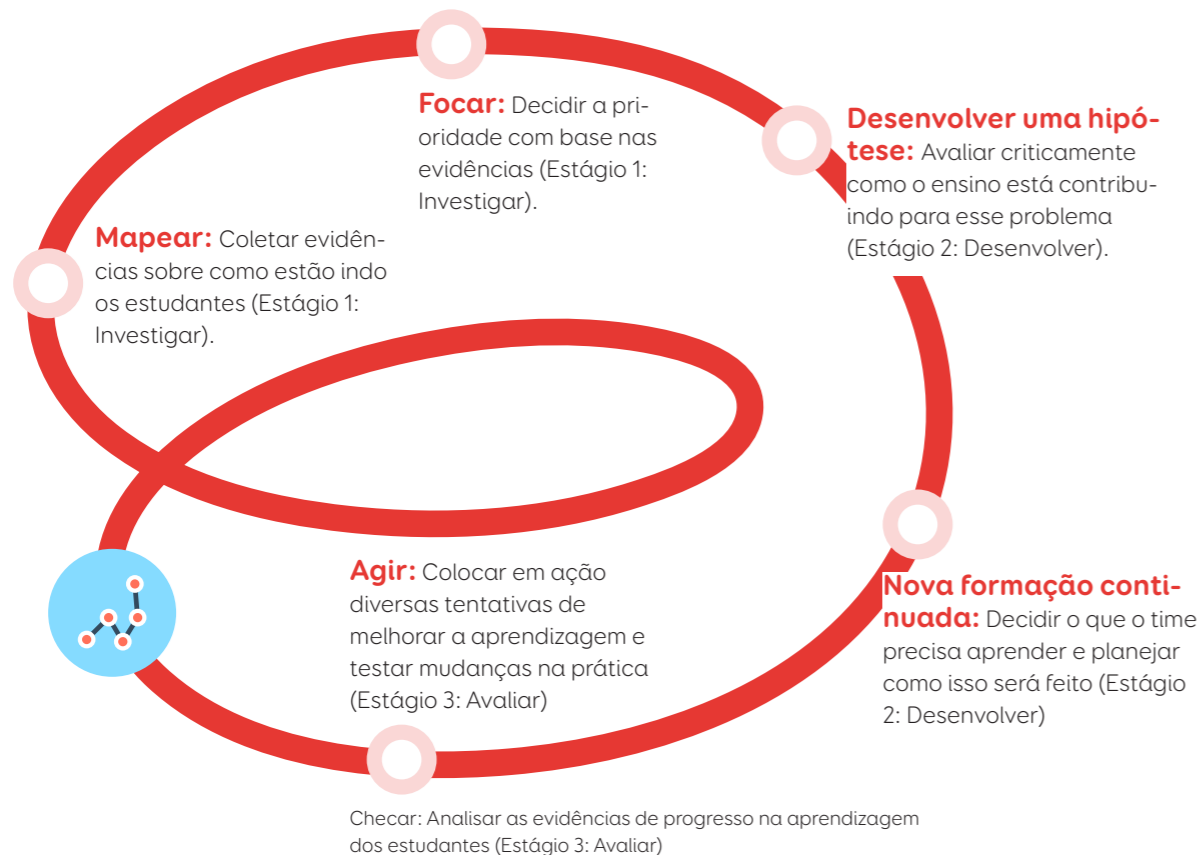 Focar: Decidir a pri-
oridade com base nas
evidências (Estágio 1:
Investigar).
Desenvolver uma hipó-
tese: Avaliar criticamente
como o ensino está contribu-
indo para esse problema
(Estágio 2: Desenvolver).
Mapear: Coletar evidên-
cias sobre como estão indo
os estudantes (Estágio 1:
Investigar).
Agir: Colocar em ação
diversas tentativas de
melhorar a aprendizagem e
testar mudanças na prática
(Estágio 3: Avaliar)
Nova formação conti-
nuada: Decidir o que o time
precisa aprender e planejar
como isso será feito (Estágio
2: Desenvolver)
Checar: Analisar as evidências de progresso na aprendizagem
dos estudantes (Estágio 3: Avaliar)